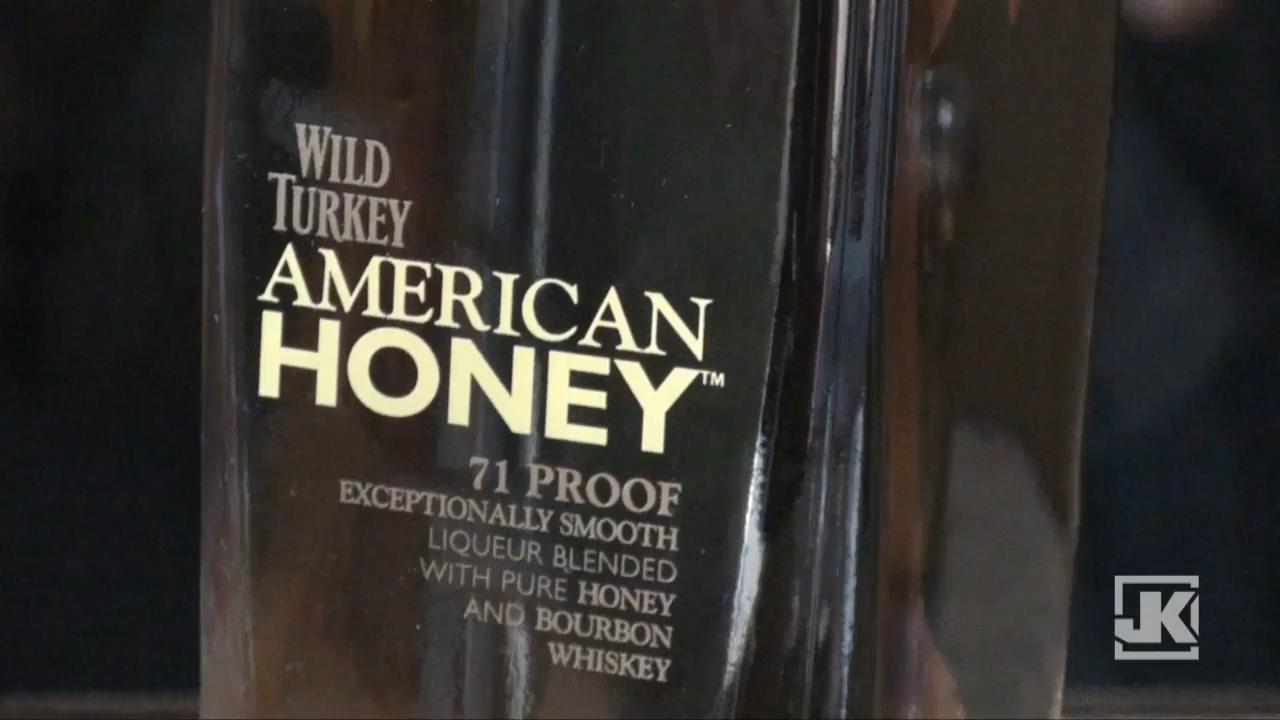 WILD
TURKEY
AMERICAN
HONEY™
71 PROOF
EXCEPTIONALLY SMOOTH
LIQUEUR BLENDED
WITH PURE HONEY
AND BOURBON
WHISKEY
JK